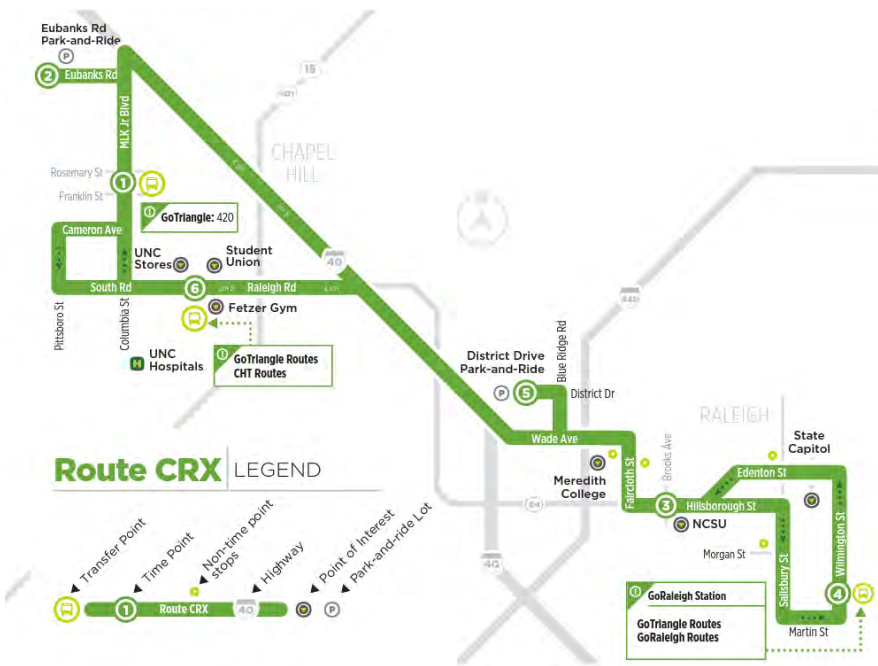 Eubanks Rd
Park-and-Ride
P
2
Eubanks Rd
MLK Jr Blvd
15
CHAPEL
HILL
Rosemary St
1
Franklin St
GoTriangle: 420
Cameron Ave
UNC
Stores
Student
Union
40
South Rd
6
Raleigh Rd
Fetzer Gym
Pittsboro St
Columbia St
H
UNC
Hospitals
GoTriangle Routes
CHT Routes
District Drive
Park-and-Ride
P
5
Blue Ridge Rd
District Dr
RALEIGH
Wade Ave
Meredith
College
Faircloth St
Brooks Ave
State
Capitol
Edenton St
3
Hillsborough St
NCSU
Morgan St
Salisbury St
Wilmington St
4
Martin St
40
GoRaleigh Station
GoTriangle Routes
GoRaleigh Routes
Route CRX
LEGEND
Transfer Point
Time Point
Non-time point
stops
Highway
Point of Interest
Park-and-ride Lot
1
Route CRX
40
P